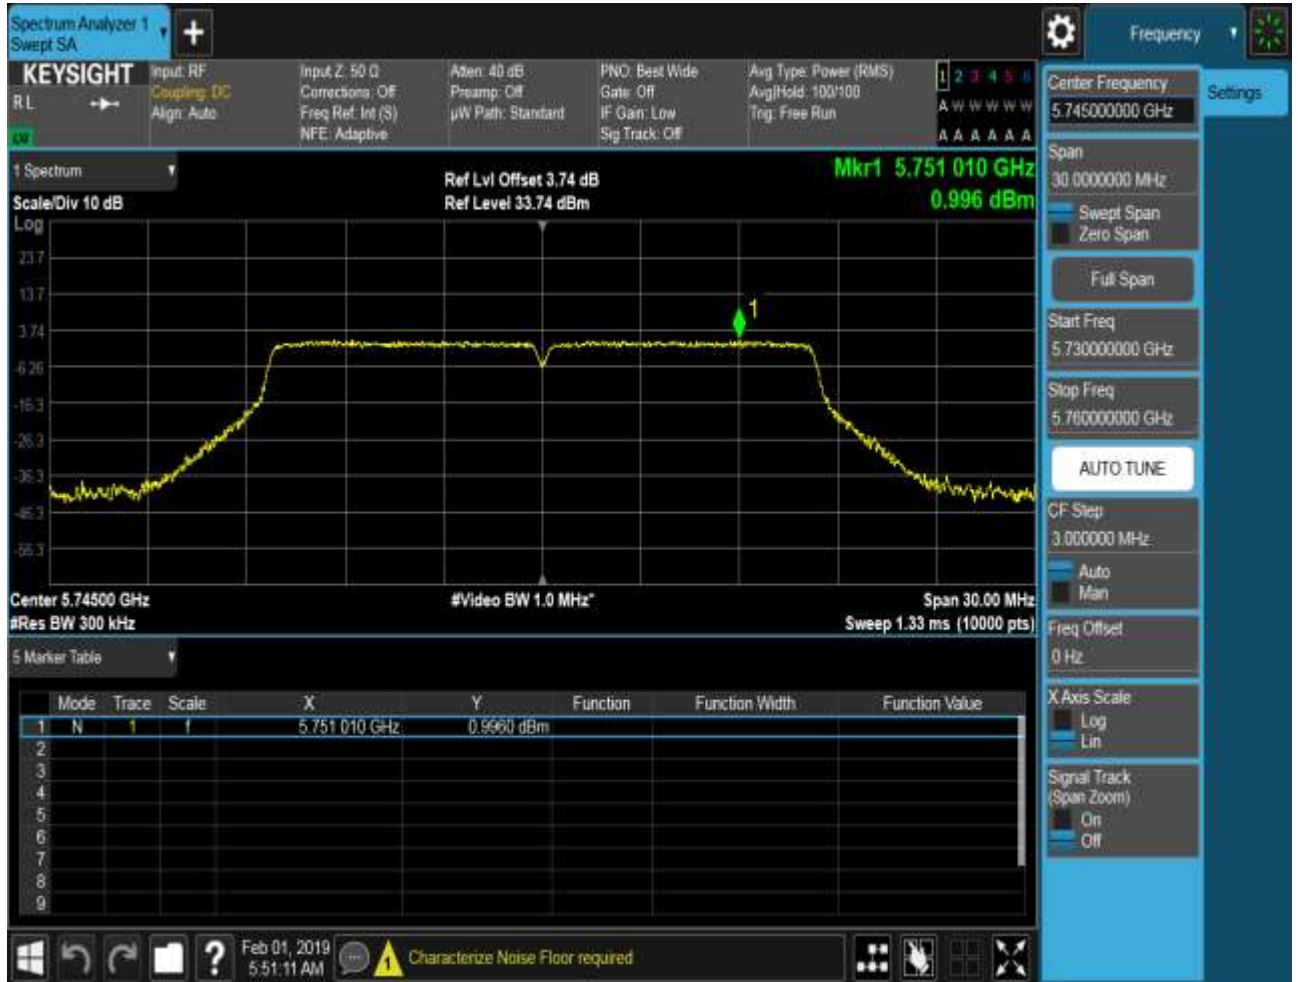 Spectrum Analyzer 1
Swept SA
+
Frequency
KEYSIGHT
R L
Input: RF
Coupling: DC
Align: Auto
Input Z: 50 Ω
Corrections: Off
Freq Ref: Int (S)
NFE: Adaptive
Atten: 40 dB
Preamp: Off
µW Path: Standard
PNO: Best Wide
Gate: Off
IF Gain: Low
Sig Track: Off
Avg Type: Power (RMS)
Avg|Hold: 100/100
Trig: Free Run
1 2 3 4 5 6
A W W W W W
A A A A A A
1 Spectrum
Scale/Div 10 dB
Ref Lvl Offset 3.74 dB
Ref Level 33.74 dBm
Mkr1 5.751 010 GHz
0.996 dBm
Log
23.7
13.7
3.74
-6.26
-16.3
-26.3
-36.3
-46.3
-56.3
1
Center 5.74500 GHz
#Res BW 300 kHz
#Video BW 1.0 MHz*
Span 30.00 MHz
Sweep 1.33 ms (10000 pts)
5 Marker Table
Mode Trace Scale X Y Function Function Width Function Value
1 N 1 f 5.751 010 GHz 0.9960 dBm
2
3
4
5
6
7
8
9
Center Frequency
5.745000000 GHz
Settings
Span
30.0000000 MHz
Swept Span
Zero Span
Full Span
Start Freq
5.730000000 GHz
Stop Freq
5.760000000 GHz
AUTO TUNE
CF Step
3.000000 MHz
Auto
Man
Freq Offset
0 Hz
X Axis Scale
Log
Lin
Signal Track
(Span Zoom)
On
Off
?
Feb 01, 2019
5:51:11 AM
1
Characterize Noise Floor required